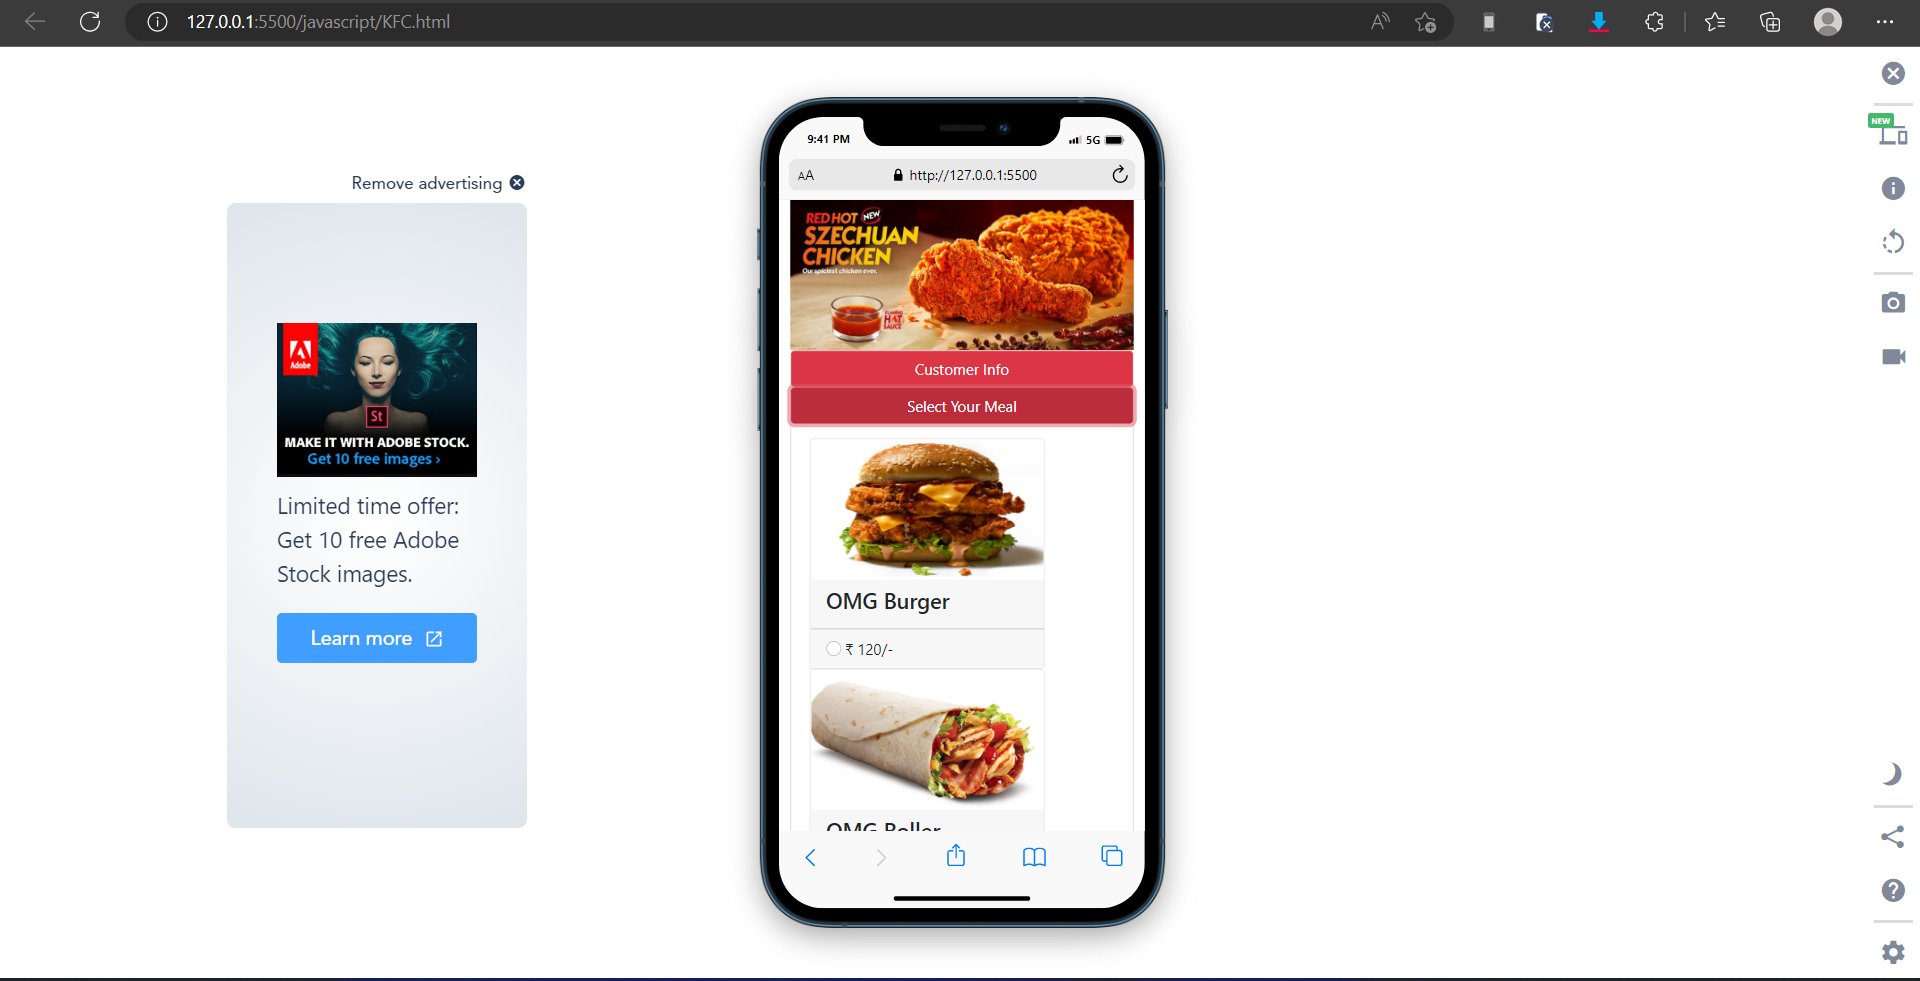 127.0.0.1:5500/javascript/KFC.html
NEW
Remove advertising
Adobe
St
MAKE IT WITH ADOBE STOCK.
Get 10 free images ›
Limited time offer:
Get 10 free Adobe
Stock images.
Learn more
9:41 PM
5G
AA
http://127.0.0.1:5500
RED HOT NEW
SZECHUAN
CHICKEN
Our spiciest chicken ever.
FLAMING
HAT
SAUCE
Customer Info
Select Your Meal
OMG Burger
₹ 120/-
OMG Roller